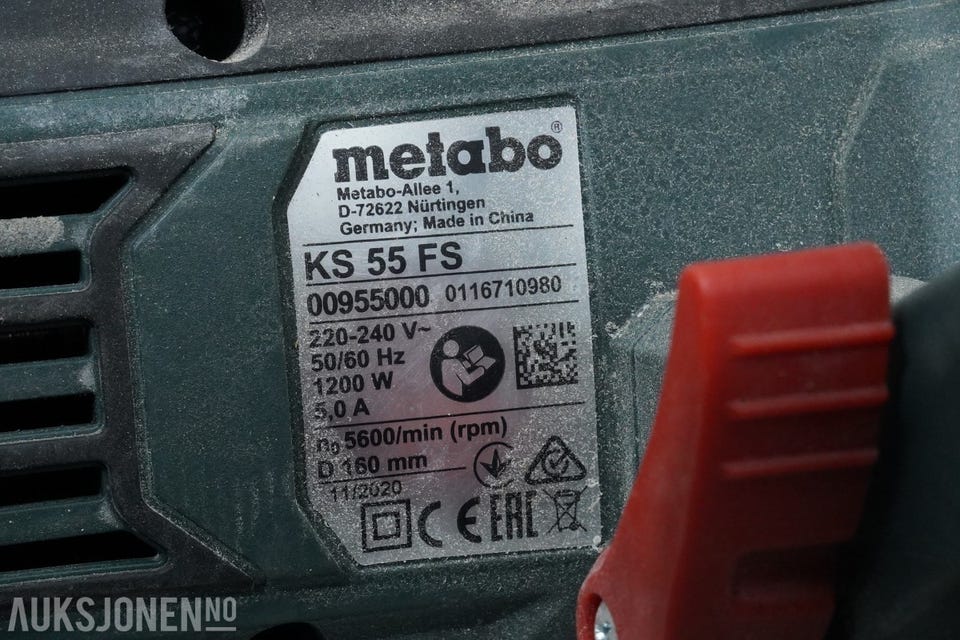 metabo®
Metabo-Allee 1,
D-72622 Nürtingen
Germany; Made in China
KS 55 FS
00955000 0116710980
220-240 V~
50/60 Hz
1200 W
5,0 A
n₀ 5600/min (rpm)
D 160 mm
11/2020
CE EAC
AUKSJONEN.NO